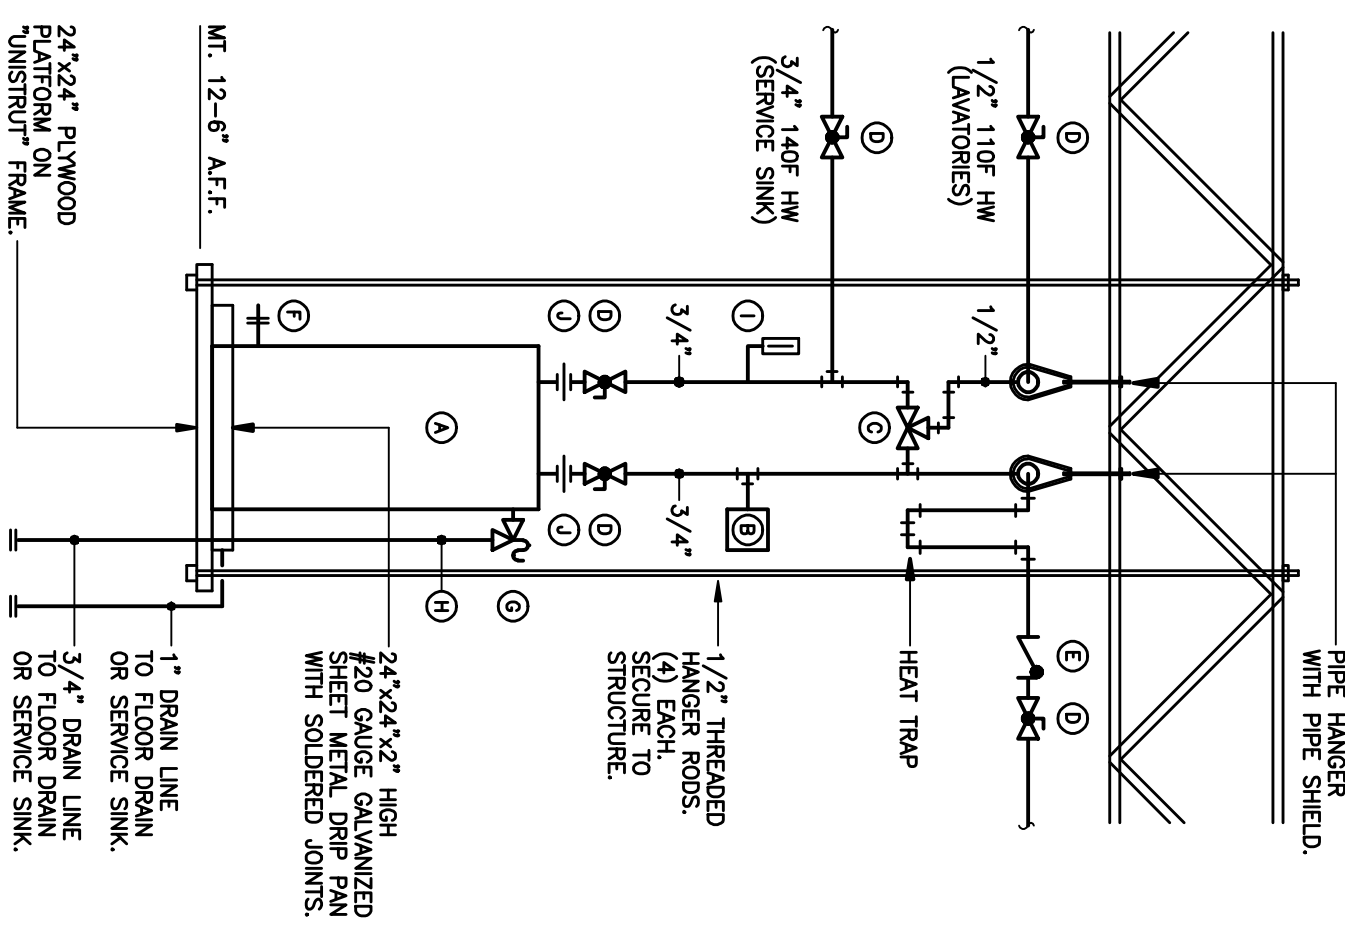 PIPE HANGER
WITH PIPE SHIELD.
1/2" 110F HW
(LAVATORIES)
D
1/2"
HEAT TRAP
E
D
3/4" 140F HW
(SERVICE SINK)
D
I
C
B
3/4"
3/4"
1/2" THREADED
HANGER RODS.
(4) EACH.
SECURE TO
STRUCTURE.
D
J
D
J
A
G
H
F
24"x24"x2" HIGH
#20 GAUGE GALVANIZED
SHEET METAL DRIP PAN
WITH SOLDERED JOINTS.
MT. 12-6" A.F.F.
1" DRAIN LINE
TO FLOOR DRAIN
OR SERVICE SINK.
24"x24" PLYWOOD
PLATFORM ON
"UNISTRUT" FRAME.
3/4" DRAIN LINE
TO FLOOR DRAIN
OR SERVICE SINK.